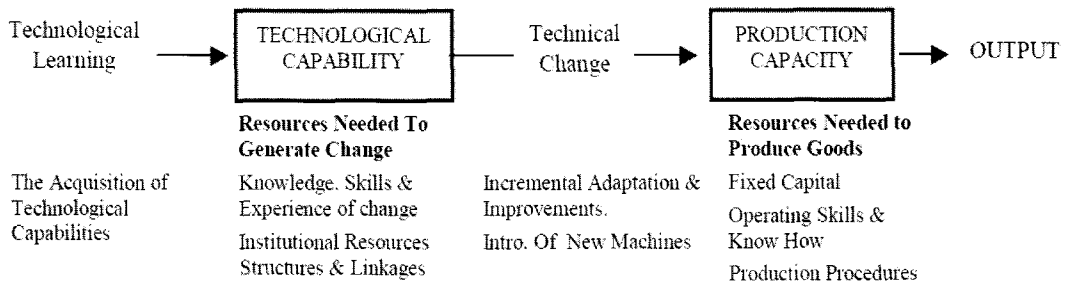 Technological
Learning
TECHNOLOGICAL
CAPABILITY
Technical
Change
PRODUCTION
CAPACITY
OUTPUT
Resources Needed To
Generate Change
Resources Needed to
Produce Goods
The Acquisition of
Technological
Capabilities
Knowledge. Skills &
Experience of change
Institutional Resources
Structures & Linkages
Incremental Adaptation &
Improvements.
Intro. Of New Machines
Fixed Capital
Operating Skills &
Know How
Production Procedures